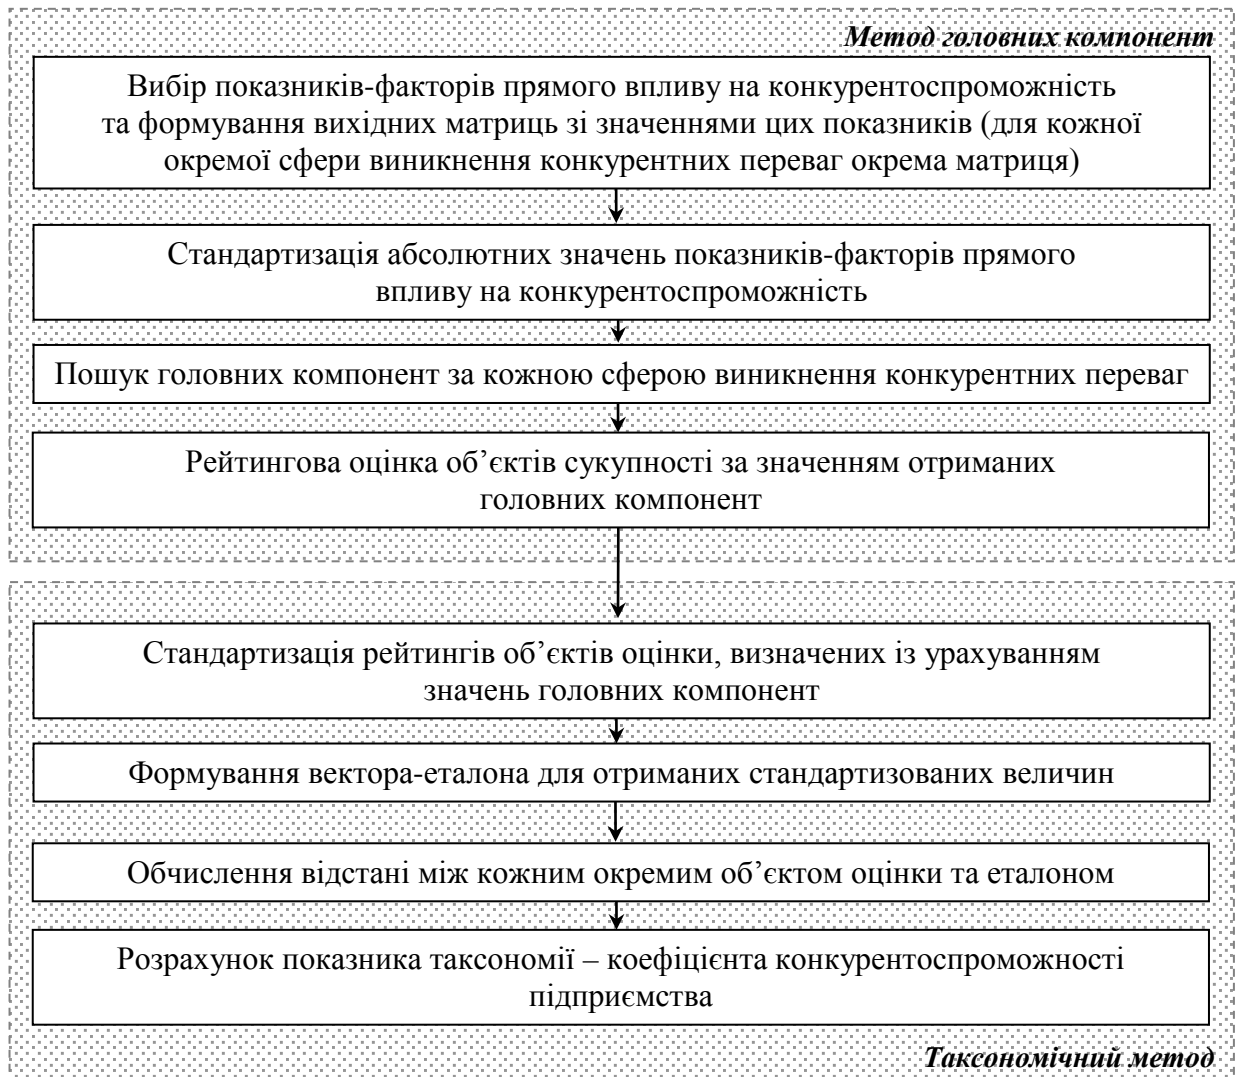 Метод головних компонент
Вибір показників-факторів прямого впливу на конкурентоспроможність
та формування вихідних матриць зі значеннями цих показників (для кожної
окремої сфери виникнення конкурентних переваг окрема матриця)
Стандартизація абсолютних значень показників-факторів прямого
впливу на конкурентоспроможність
Пошук головних компонент за кожною сферою виникнення конкурентних переваг
Рейтингова оцінка об’єктів сукупності за значенням отриманих
головних компонент
Стандартизація рейтингів об’єктів оцінки, визначених із урахуванням
значень головних компонент
Формування вектора-еталона для отриманих стандартизованих величин
Обчислення відстані між кожним окремим об’єктом оцінки та еталоном
Розрахунок показника таксономії – коефіцієнта конкурентоспроможності
підприємства
Таксономічний метод